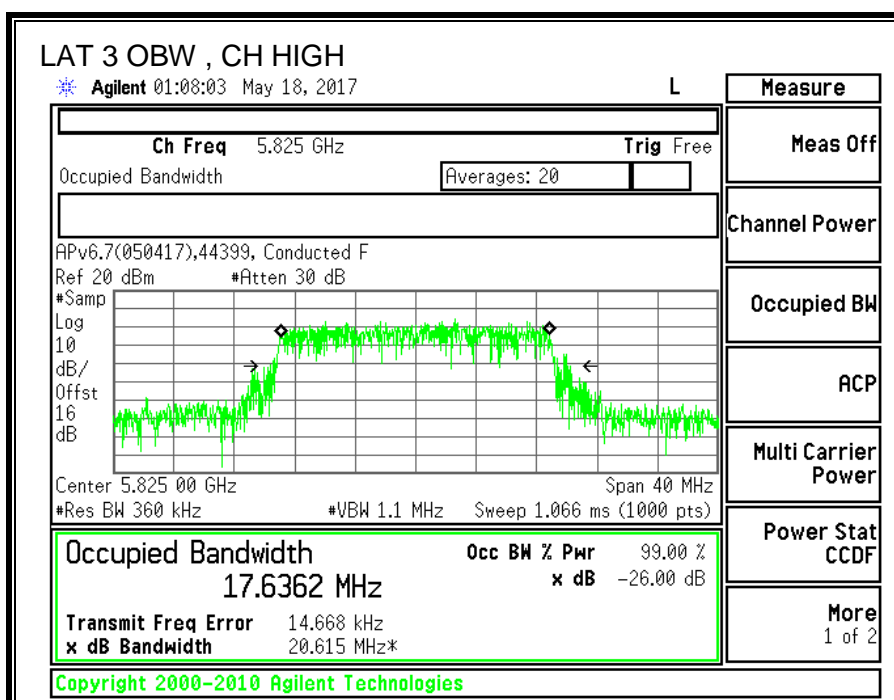 LAT 3 OBW , CH HIGH
Agilent 01:08:03 May 18, 2017 L
Measure
Ch Freq 5.825 GHz Trig Free
Occupied Bandwidth Averages: 20
Meas Off
Channel Power
Occupied BW
ACP
Multi Carrier
Power
Power Stat
CCDF
More
1 of 2
APv6.7(050417),44399, Conducted F
Ref 20 dBm #Atten 30 dB
#Samp
Log
10
dB/
Offst
16
dB
Center 5.825 00 GHz Span 40 MHz
#Res BW 360 kHz #VBW 1.1 MHz Sweep 1.066 ms (1000 pts)
Occupied Bandwidth Occ BW % Pwr 99.00 %
17.6362 MHz x dB -26.00 dB
Transmit Freq Error 14.668 kHz
x dB Bandwidth 20.615 MHz*
Copyright 2000-2010 Agilent Technologies